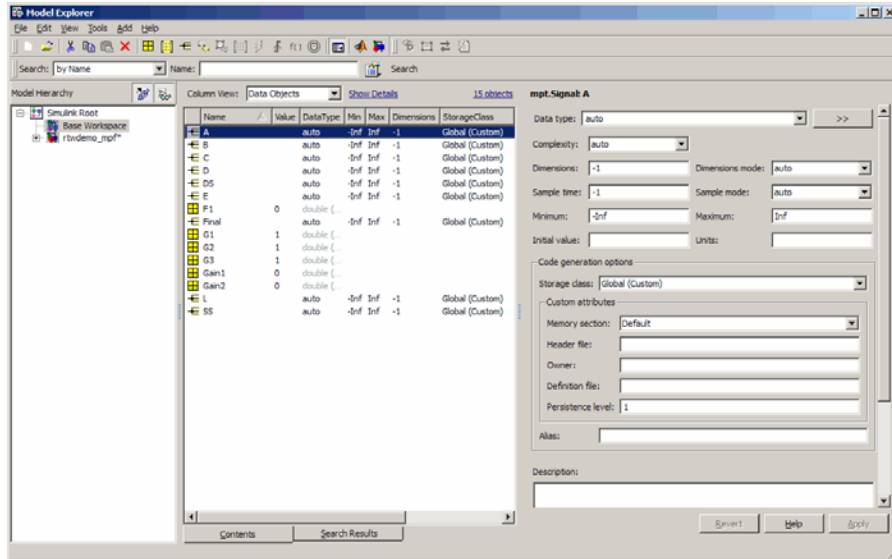 Model Explorer
File Edit View Tools Add Help
Search: by Name Name: Search
Model Hierarchy
Simulink Root
Base Workspace
rtwdemo_mpf*
Column View: Data Objects Show Details 15 objects
Name Value DataType Min Max Dimensions StorageClass
A auto -Inf Inf -1 Global (Custom)
B auto -Inf Inf -1 Global (Custom)
C auto -Inf Inf -1 Global (Custom)
D auto -Inf Inf -1 Global (Custom)
DS auto -Inf Inf -1 Global (Custom)
E auto -Inf Inf -1 Global (Custom)
F1 0 double (...
Final auto -Inf Inf -1 Global (Custom)
G1 1 double (...
G2 1 double (...
G3 1 double (...
Gain1 0 double (...
Gain2 0 double (...
L auto -Inf Inf -1 Global (Custom)
SS auto -Inf Inf -1 Global (Custom)
Contents Search Results
mpt.Signal: A
Data type: auto >>
Complexity: auto
Dimensions: -1 Dimensions mode: auto
Sample time: -1 Sample mode: auto
Minimum: -Inf Maximum: Inf
Initial value: Units:
Code generation options
Storage class: Global (Custom)
Custom attributes
Memory section: Default
Header file:
Owner:
Definition file:
Persistence level: 1
Alias:
Description:
Revert Help Apply